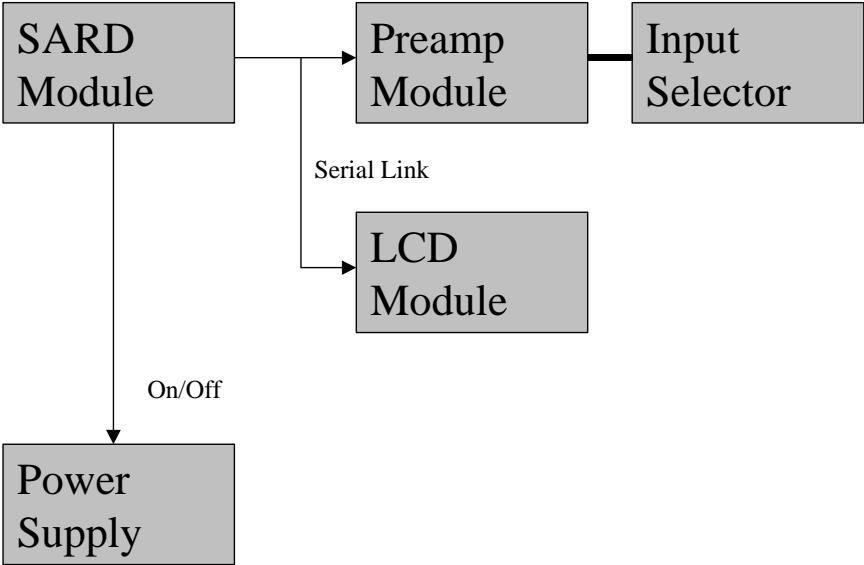 SARD
Module
Preamp
Module
Input
Selector
Serial Link
LCD
Module
On/Off
Power
Supply